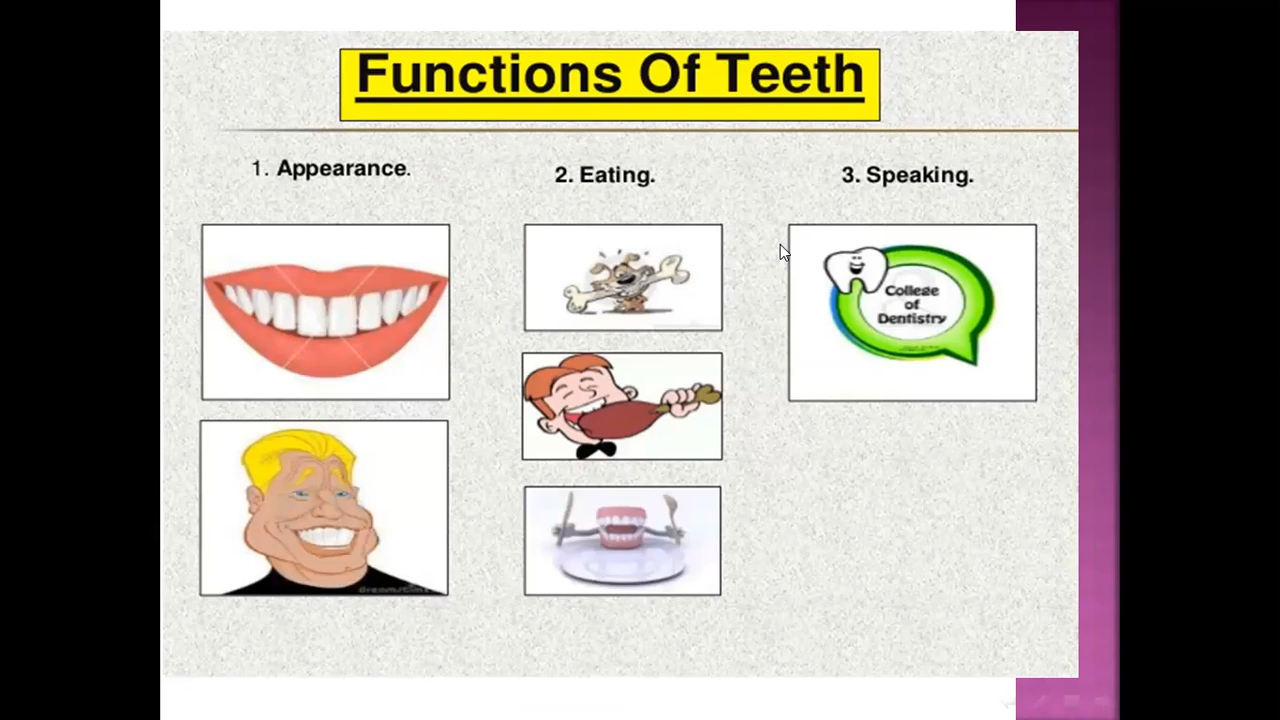 Functions Of Teeth
1. Appearance.
2. Eating.
3. Speaking.
College
of
Dentistry